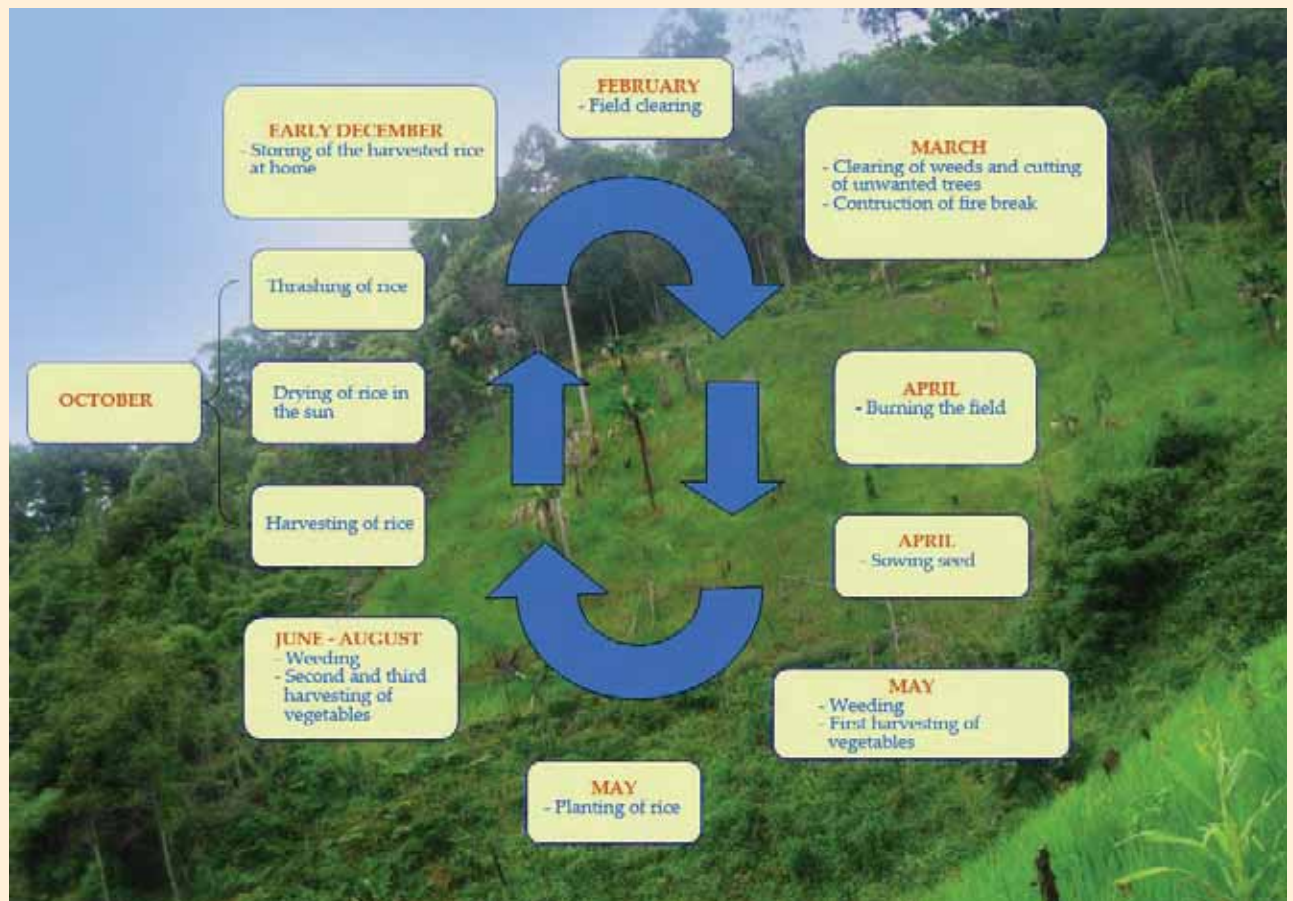 FEBRUARY
- Field clearing
MARCH
- Clearing of weeds and cutting
of unwanted trees
- Contruction of fire break
APRIL
- Burning the field
APRIL
- Sowing seed
MAY
- Weeding
- First harvesting of
vegetables
MAY
- Planting of rice
JUNE - AUGUST
- Weeding
- Second and third
harvesting of
vegetables
OCTOBER
Harvesting of rice
Drying of rice in
the sun
Thrashing of rice
EARLY DECEMBER
- Storing of the harvested rice
at home